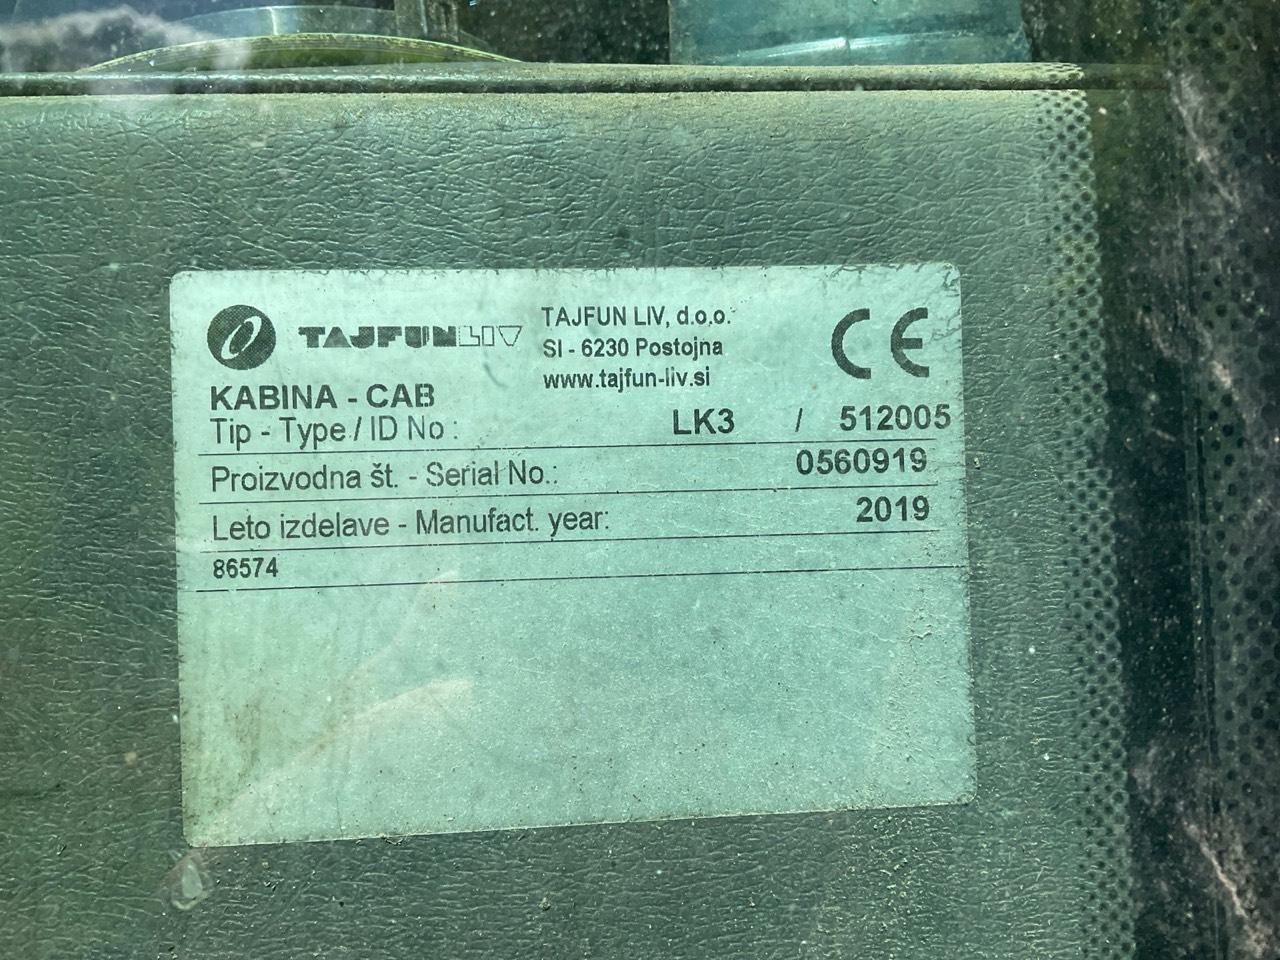 TAJFUN LIV
TAJFUN LIV, d.o.o.
SI - 6230 Postojna
www.tajfun-liv.si
CE
KABINA - CAB
Tip - Type / ID No : LK3 / 512005
Proizvodna št. - Serial No.: 0560919
Leto izdelave - Manufact. year: 2019
86574